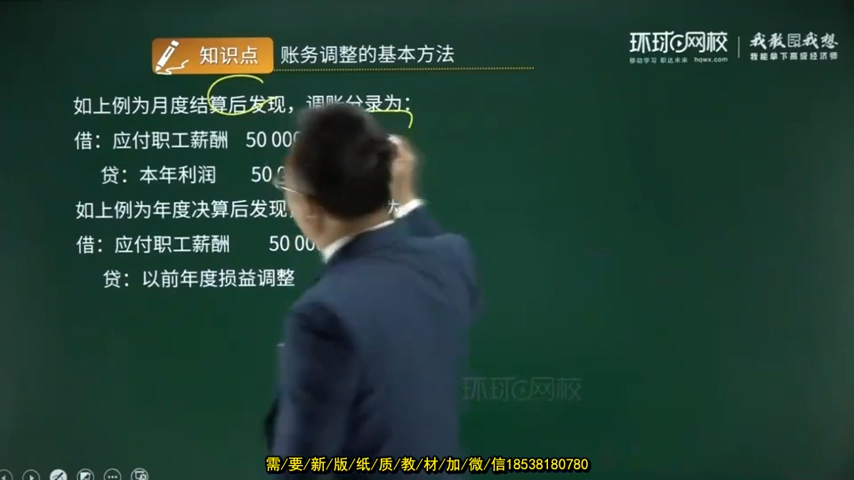 知识点
账务调整的基本方法
环球网校
移动学习 职达未来 hqwx.com
我敢我想
我能拿下高级经济师
如上例为月度结算后发现，调账分录为：
借：应付职工薪酬 50 00
贷：本年利润 50
如上例为年度决算后发现
借：应付职工薪酬 50 00
贷：以前年度损益调整
环球网校
需/要/新/版/纸/质/教/材/加/微/信18538180780